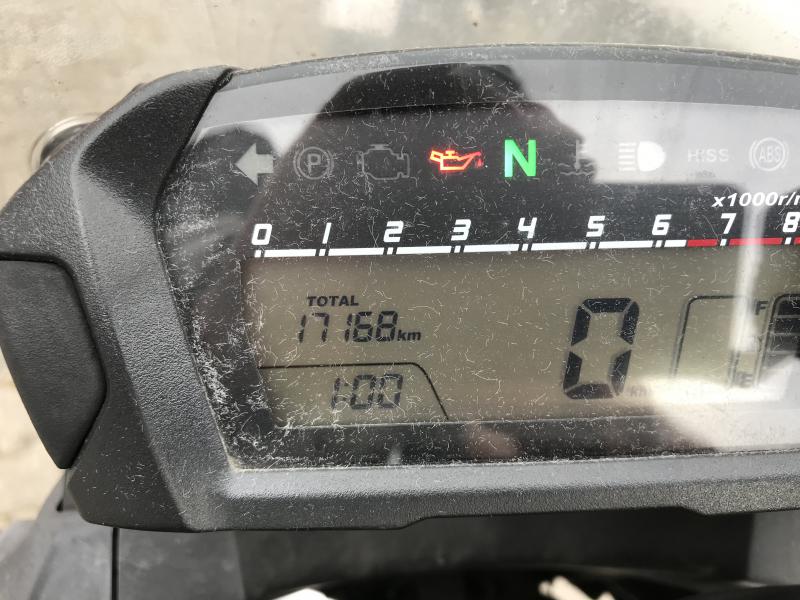 P N HISS ABS
x1000r/m
0 1 2 3 4 5 6 7 8
TOTAL
17168km
0
F
E
1:00